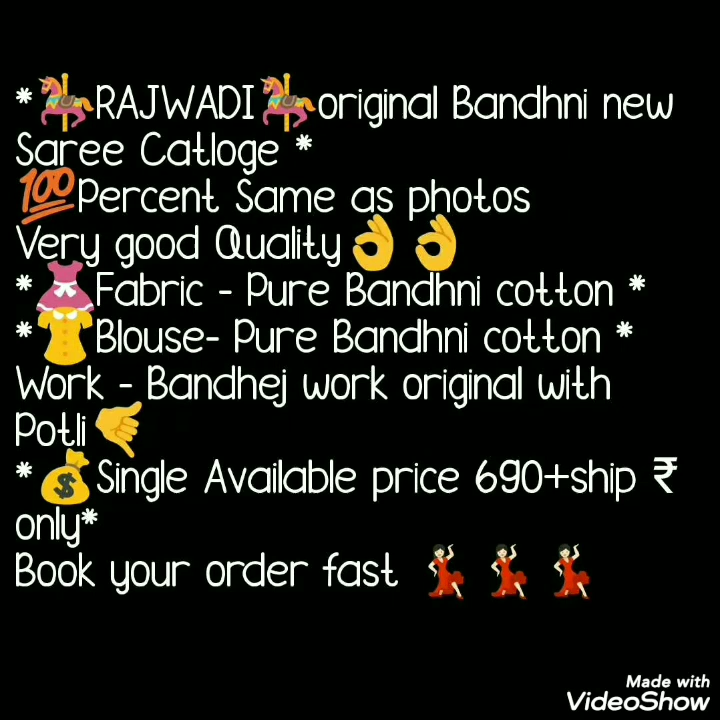 *🎠RAJWADI🎠original Bandhni new
Saree Catloge *
💯Percent Same as photos
Very good Quality👌👌
*👗Fabric - Pure Bandhni cotton *
*👚Blouse- Pure Bandhni cotton *
Work - Bandhej work original with
Potli🤙
*💰Single Available price 690+ship ₹
only*
Book your order fast 💃💃💃
Made with
VideoShow